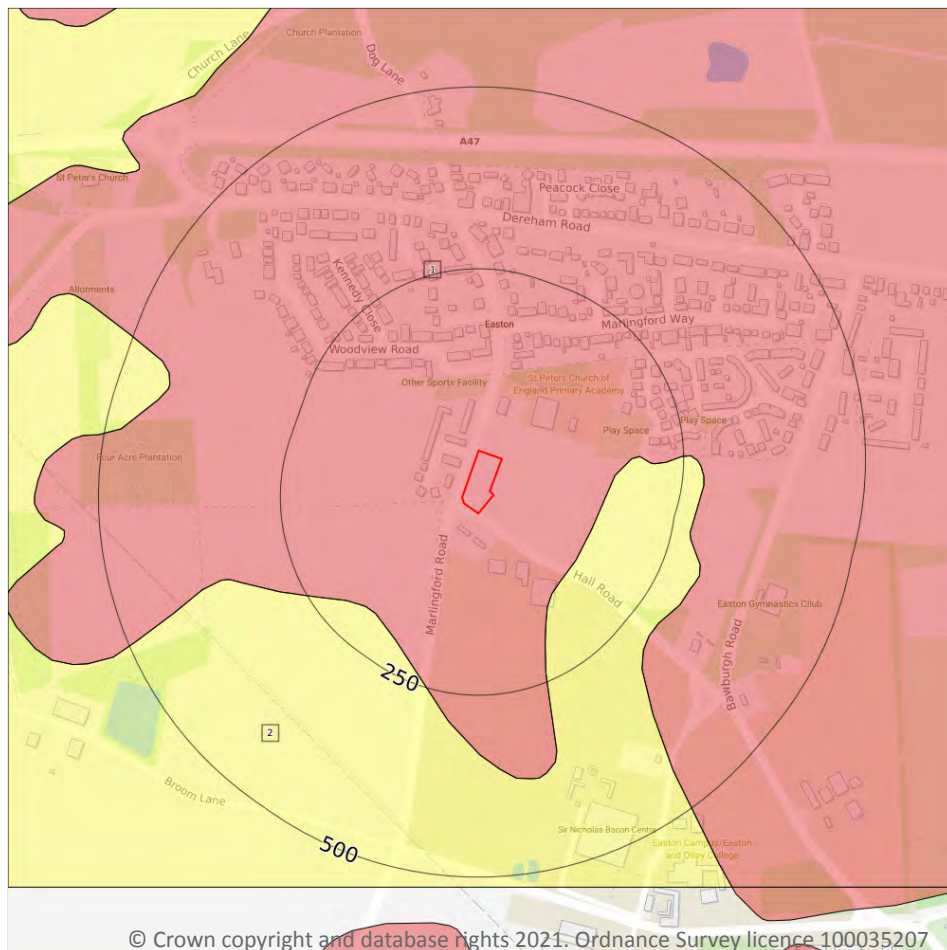 Church Plantation
Church Lane
Dog Lane
A47
St Peter's Church
Peacock Close
Dereham Road
1
Allotments
Kennedy Close
Easton
Marlingford Way
Woodview Road
Other Sports Facility
St Peters Church of
England Primary Academy
Play Space
Play Space
Four Acre Plantation
Marlingford Road
Hall Road
Easton Gymnastics Club
Bawburgh Road
250
2
Broom Lane
Sir Nicholas Bacon Centre
500
Easton Campus/Easton
and Otley College
© Crown copyright and database rights 2021. Ordnance Survey licence 100035207